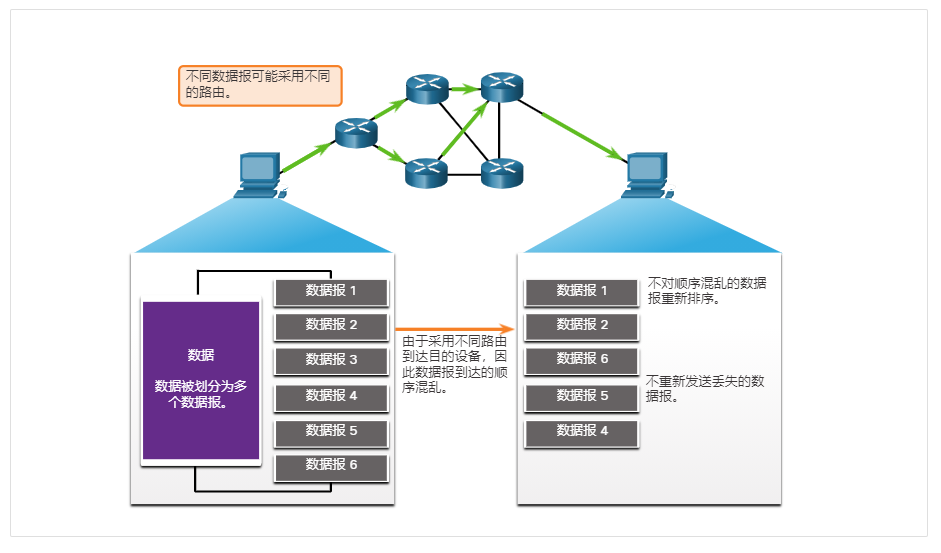 不同数据报可能采用不同
的路由。
数据
数据被划分为多
个数据报。
数据报 1
数据报 2
数据报 3
数据报 4
数据报 5
数据报 6
由于采用不同路由
到达目的设备，因
此数据报到达的顺
序混乱。
数据报 1
数据报 2
数据报 6
数据报 5
数据报 4
不对顺序混乱的数据
报重新排序。
不重新发送丢失的数
据报。